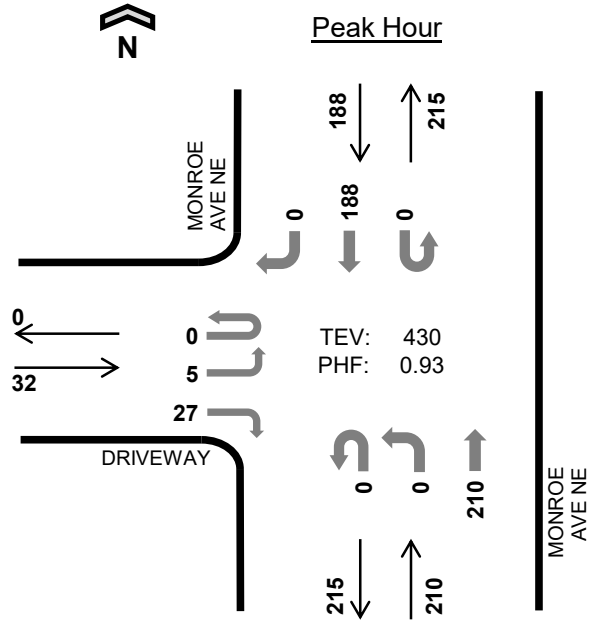 N
Peak Hour
188
215
MONROE
AVE NE
0
188
0
0
32
0
5
27
TEV: 430
PHF: 0.93
DRIVEWAY
0
0
210
MONROE
AVE NE
215
210